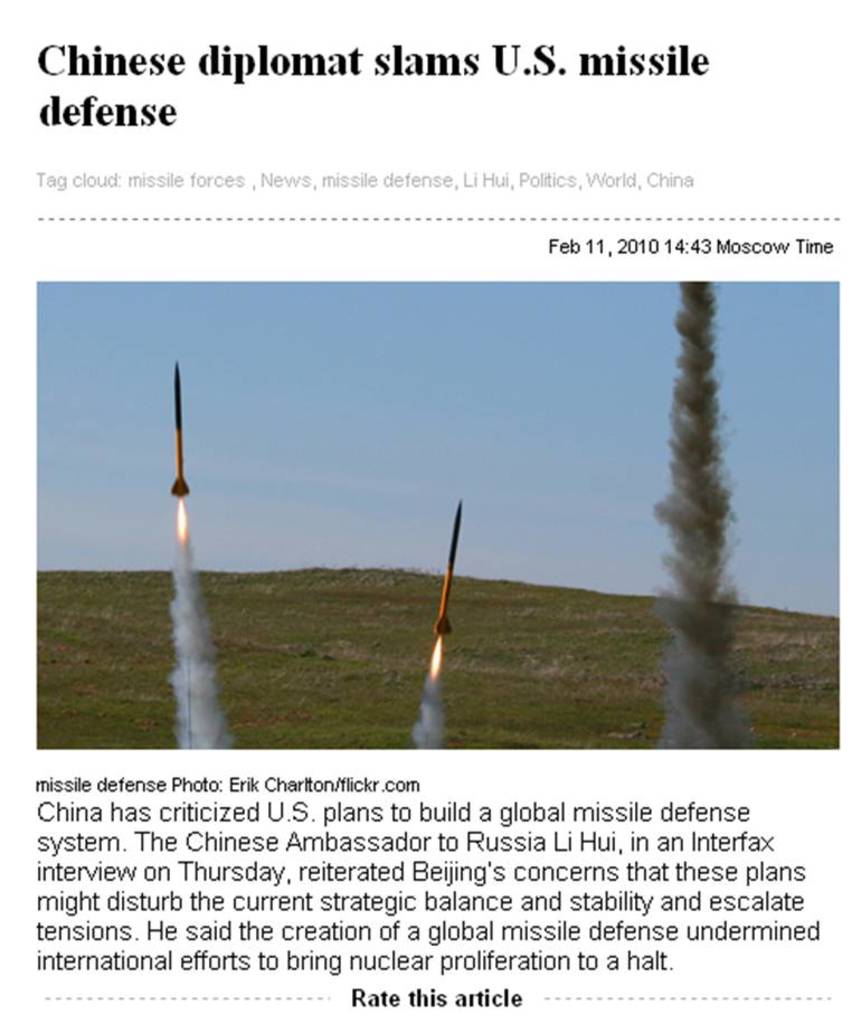 Chinese diplomat slams U.S. missile
defense
Tag cloud: missile forces , News, missile defense, Li Hui, Politics, World, China
Feb 11, 2010 14:43 Moscow Time
missile defense Photo: Erik Charlton/flickr.com
China has criticized U.S. plans to build a global missile defense
system. The Chinese Ambassador to Russia Li Hui, in an Interfax
interview on Thursday, reiterated Beijing's concerns that these plans
might disturb the current strategic balance and stability and escalate
tensions. He said the creation of a global missile defense undermined
international efforts to bring nuclear proliferation to a halt.
Rate this article